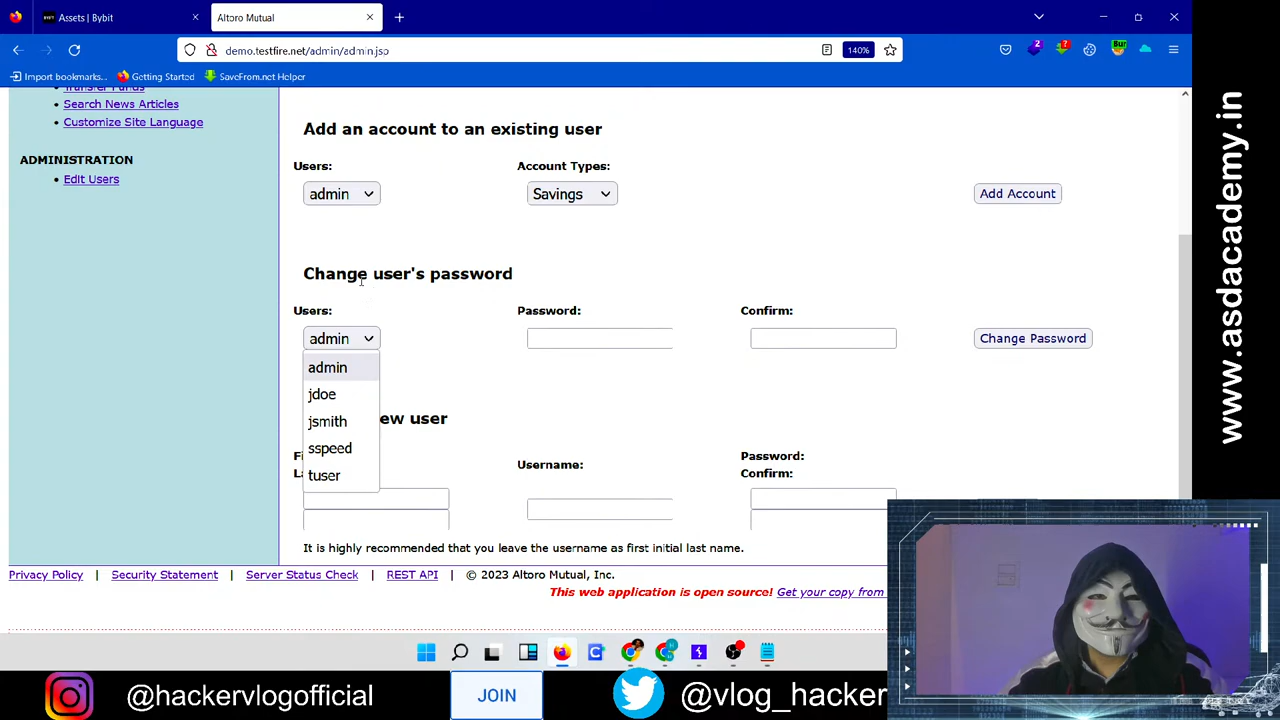 Assets | Bybit
Altoro Mutual
demo.testfire.net/admin/admin.jsp
140%
Import bookmarks...
Getting Started
SaveFrom.net Helper
Transfer Funds
Search News Articles
Customize Site Language
ADMINISTRATION
Edit Users
Add an account to an existing user
Users:
Account Types:
admin
Savings
Add Account
Change user's password
Users:
Password:
Confirm:
admin
Change Password
admin
jdoe
jsmith
sspeed
tuser
ew user
Username:
Password:
Confirm:
It is highly recommended that you leave the username as first initial last name.
Privacy Policy | Security Statement | Server Status Check | REST API | © 2023 Altoro Mutual, Inc.
This web application is open source! Get your copy from
@hackervlogofficial
JOIN
@vlog_hacker
www.asdacademy.in